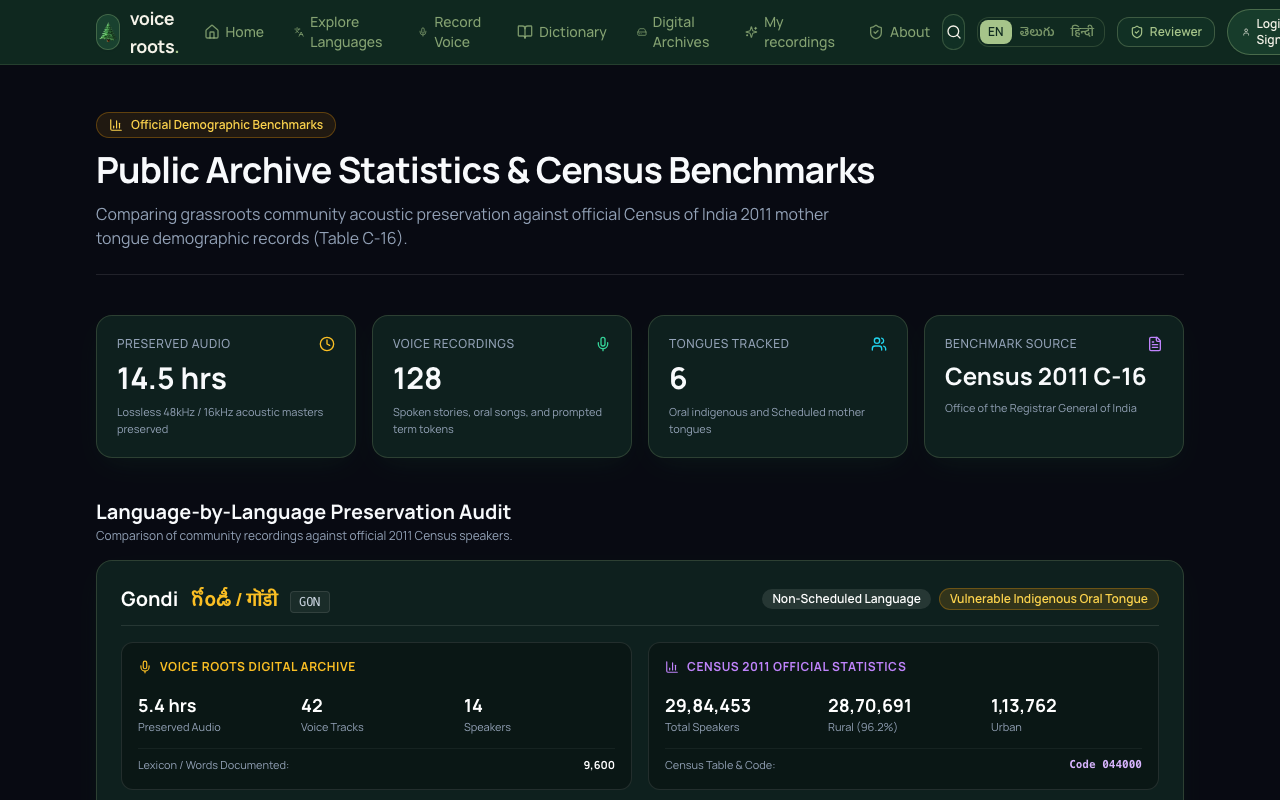 voice
roots.
Home
Explore
Languages
Record
Voice
Dictionary
Digital
Archives
My
recordings
About
EN
తెలుగు
हिन्दी
Reviewer
Official Demographic Benchmarks
Public Archive Statistics & Census Benchmarks
Comparing grassroots community acoustic preservation against official Census of India 2011 mother
tongue demographic records (Table C-16).
PRESERVED AUDIO
14.5 hrs
Lossless 48kHz / 16kHz acoustic masters
preserved
VOICE RECORDINGS
128
Spoken stories, oral songs, and prompted
term tokens
TONGUES TRACKED
6
Oral indigenous and Scheduled mother
tongues
BENCHMARK SOURCE
Census 2011 C-16
Office of the Registrar General of India
Language-by-Language Preservation Audit
Comparison of community recordings against official 2011 Census speakers.
Gondi గోండీ / गोंडी GON
Non-Scheduled Language
Vulnerable Indigenous Oral Tongue
VOICE ROOTS DIGITAL ARCHIVE
5.4 hrs 42 14
Preserved Audio Voice Tracks Speakers
Lexicon / Words Documented: 9,600
CENSUS 2011 OFFICIAL STATISTICS
29,84,453 28,70,691 1,13,762
Total Speakers Rural (96.2%) Urban
Census Table & Code: Code 044000